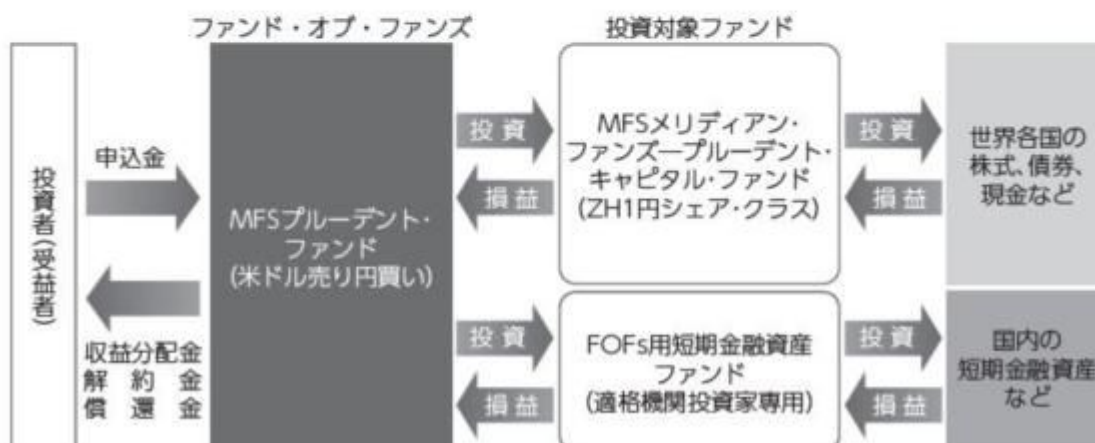 ファンド・オブ・ファンズ
投資対象ファンド
投資者(受益者)
申込金
収益分配金
解約金
償還金
MFSプルーデント・
ファンド
(米ドル売り円買い)
投資
損益
MFSメリディアン・
ファンズ―プルーデント・
キャピタル・ファンド
(ZH1円シェア・クラス)
投資
損益
世界各国の
株式、債券、
現金など
投資
損益
FOFs用短期金融資産
ファンド
(適格機関投資家専用)
投資
損益
国内の
短期金融資産
など